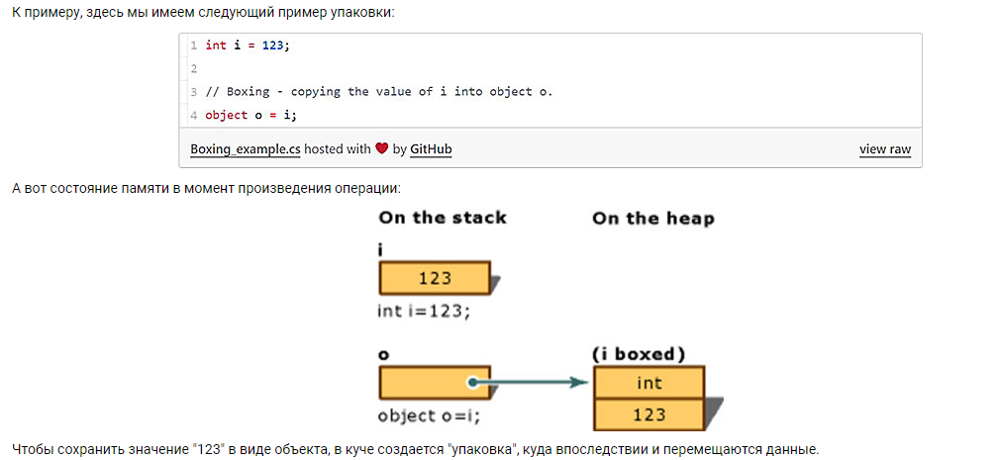 К примеру, здесь мы имеем следующий пример упаковки:
1 int i = 123;
2
3 // Boxing - copying the value of i into object o.
4 object o = i;
Boxing_example.cs hosted with ❤ by GitHub view raw
А вот состояние памяти в момент произведения операции:
On the stack On the heap
i
123
int i=123;
o (i boxed)
int
object o=i; 123
Чтобы сохранить значение "123" в виде объекта, в куче создается "упаковка", куда впоследствии и перемещаются данные.